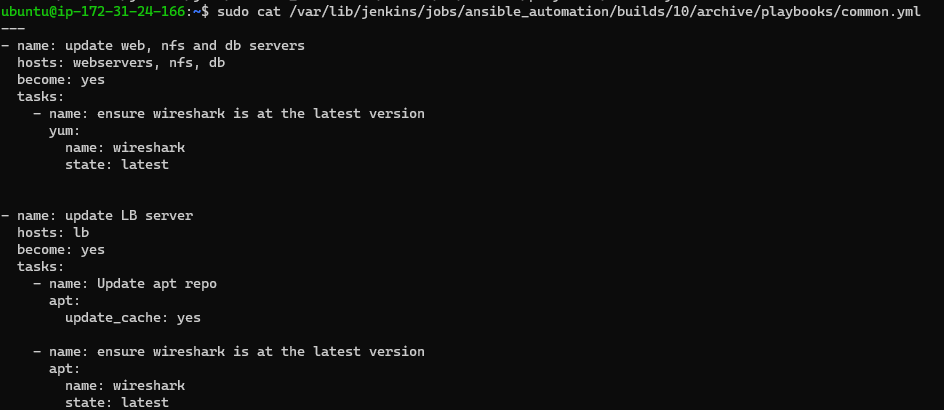 ubuntu@ip-172-31-24-166:~$ sudo cat /var/lib/jenkins/jobs/ansible_automation/builds/10/archive/playbooks/common.yml
---
- name: update web, nfs and db servers
  hosts: webservers, nfs, db
  become: yes
  tasks:
    - name: ensure wireshark is at the latest version
      yum:
        name: wireshark
        state: latest


- name: update LB server
  hosts: lb
  become: yes
  tasks:
    - name: Update apt repo
      apt:
        update_cache: yes

    - name: ensure wireshark is at the latest version
      apt:
        name: wireshark
        state: latest